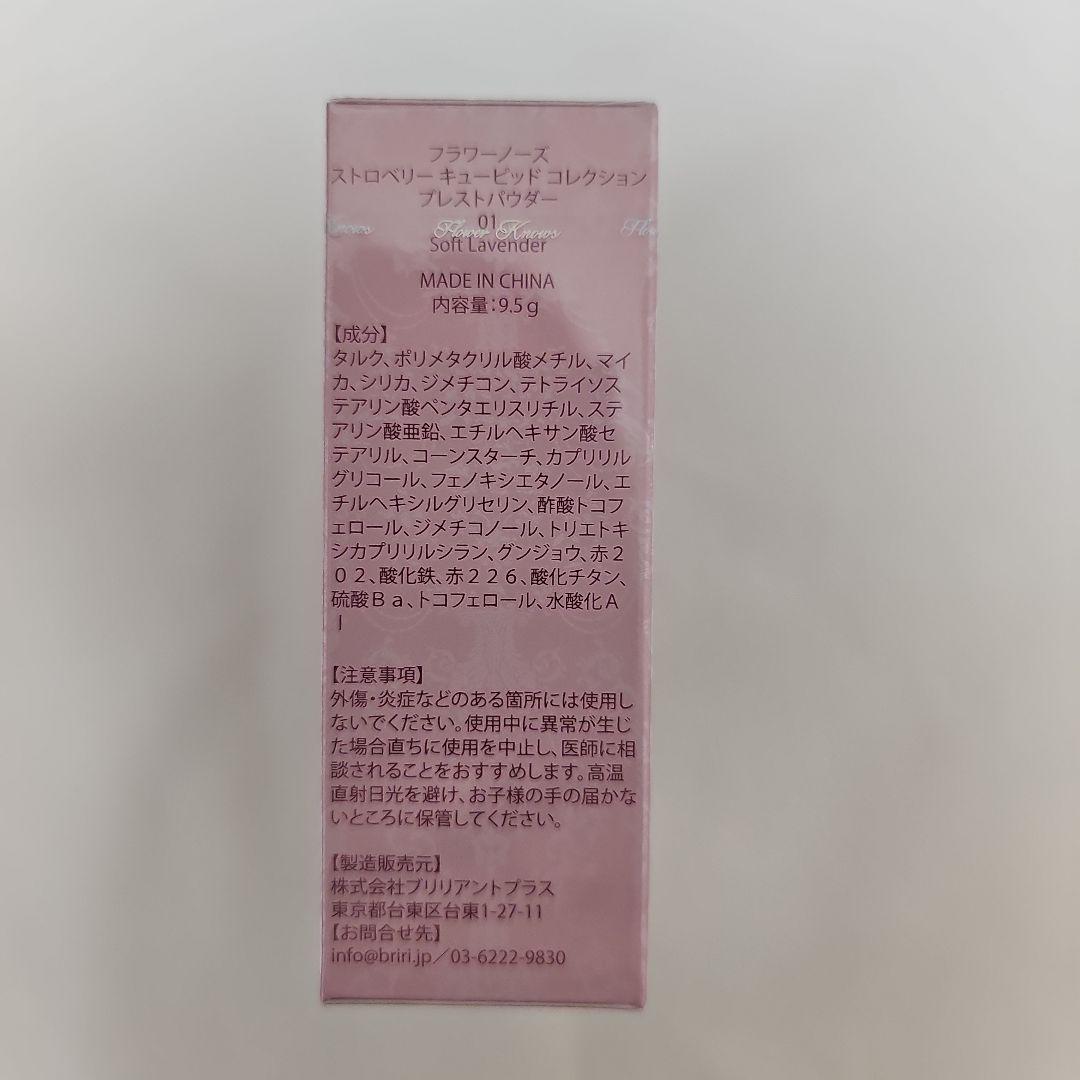 フラワーノーズ
ストロベリー キューピッド コレクション
プレストパウダー
01
nows Flower Knows Flow
Soft Lavender
MADE IN CHINA
内容量：9.5g
【成分】
タルク、ポリメタクリル酸メチル、マイ
カ、シリカ、ジメチコン、テトライソス
テアリン酸ペンタエリスリチル、ステ
アリン酸亜鉛、エチルヘキサン酸セ
テアリル、コーンスターチ、カプリリル
グリコール、フェノキシエタノール、エ
チルヘキシルグリセリン、酢酸トコフ
ェロール、ジメチコノール、トリエトキ
シカプリリルシラン、グンジョウ、赤２
０２、酸化鉄、赤２２６、酸化チタン、
硫酸Ｂａ、トコフェロール、水酸化Ａ
ｌ
【注意事項】
外傷・炎症などのある箇所には使用し
ないでください。使用中に異常が生じ
た場合直ちに使用を中止し、医師に相
談されることをおすすめします。高温
直射日光を避け、お子様の手の届かな
いところに保管してください。
【製造販売元】
株式会社ブリリアントプラス
東京都台東区台東1-27-11
【お問合せ先】
info@briri.jp／03-6222-9830